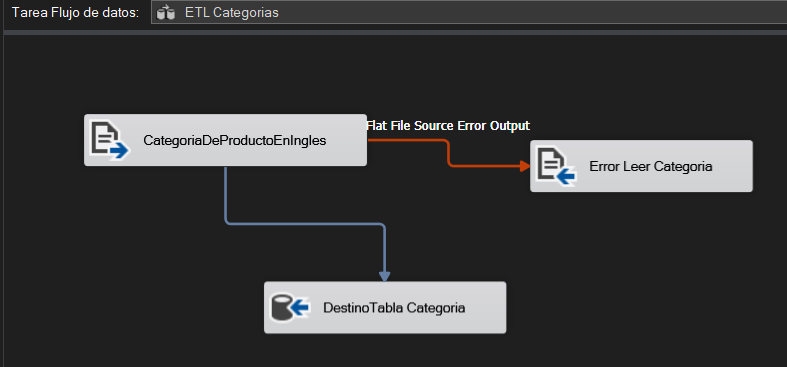 Tarea Flujo de datos: ETL Categorias
Flat File Source Error Output
CategoriaDeProductoEnIngles
Error Leer Categoria
DestinoTabla Categoria